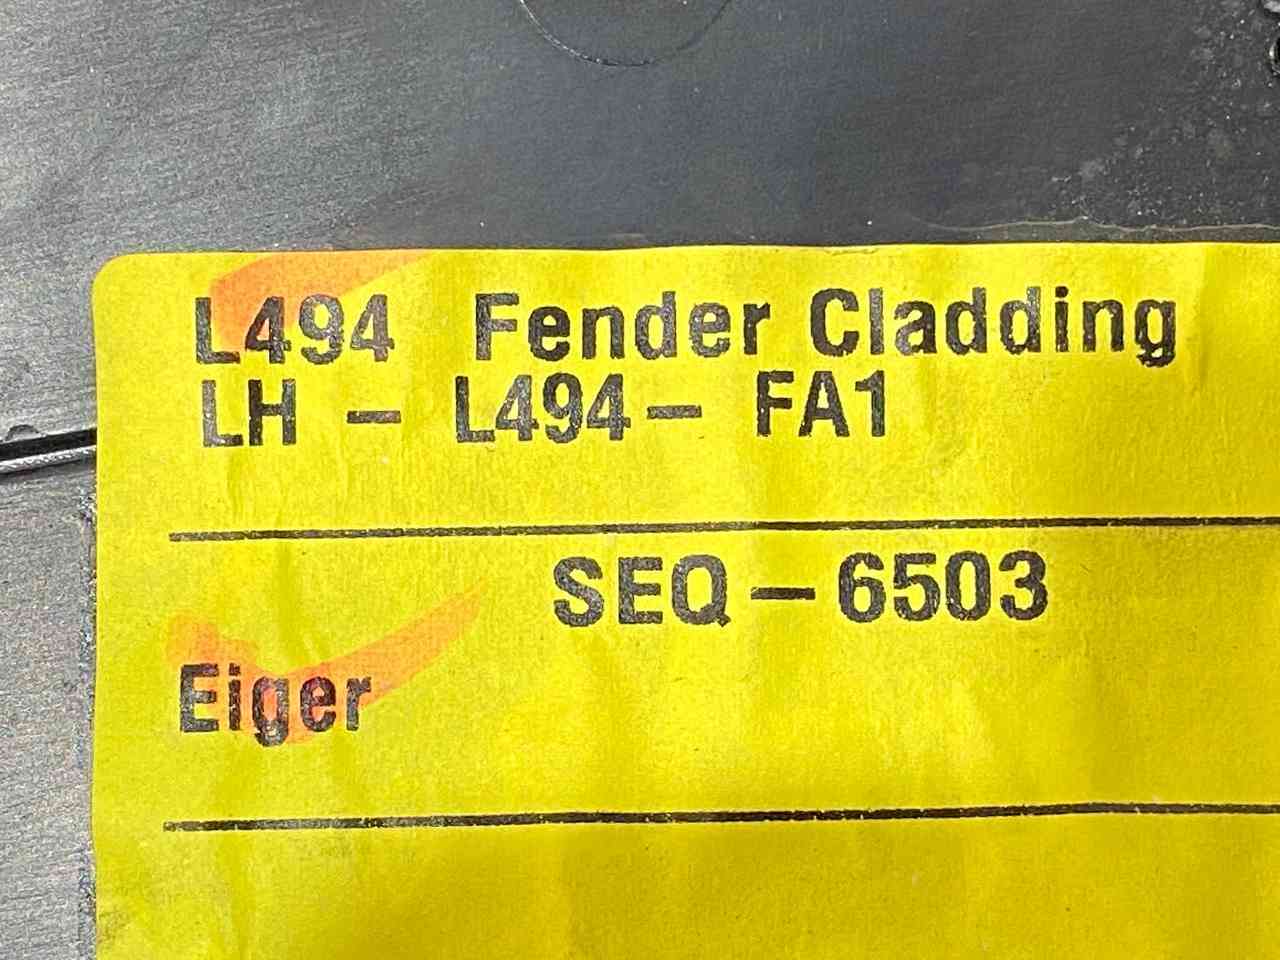 L494 Fender Cladding
LH - L494- FA1
SEQ - 6503
Eiger